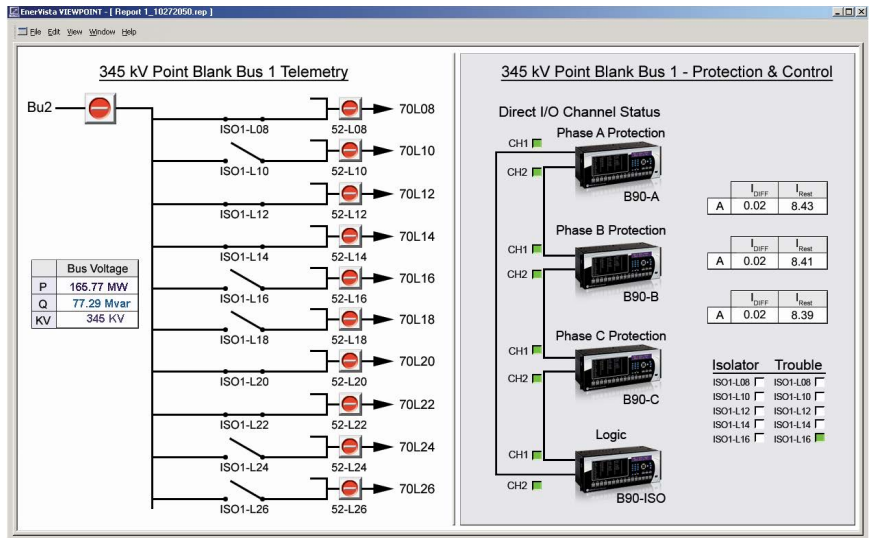 EnerVista VIEWPOINT - [ Report 1_10272050.rep ]
File Edit View Window Help
345 kV Point Blank Bus 1 Telemetry
Bu2
ISO1-L08 52-L08 70L08
ISO1-L10 52-L10 70L10
ISO1-L12 52-L12 70L12
ISO1-L14 52-L14 70L14
ISO1-L16 52-L16 70L16
ISO1-L18 52-L18 70L18
ISO1-L20 52-L20 70L20
ISO1-L22 52-L22 70L22
ISO1-L24 52-L24 70L24
ISO1-L26 52-L26 70L26
Bus Voltage
P 165.77 MW
Q 77.29 Mvar
KV 345 KV
345 kV Point Blank Bus 1 - Protection & Control
Direct I/O Channel Status
Phase A Protection
CH1
CH2
B90-A
Phase B Protection
CH1
CH2
B90-B
Phase C Protection
CH1
CH2
B90-C
Logic
CH1
CH2
B90-ISO
IDIFF IRest
A 0.02 8.43
IDIFF IRest
A 0.02 8.41
IDIFF IRest
A 0.02 8.39
Isolator Trouble
ISO1-L08 ISO1-L08
ISO1-L10 ISO1-L10
ISO1-L12 ISO1-L12
ISO1-L14 ISO1-L14
ISO1-L16 ISO1-L16